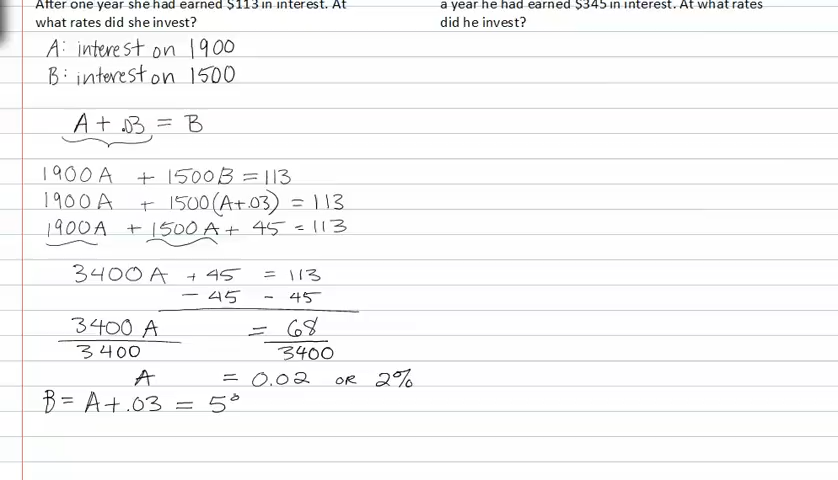 After one year she had earned $113 in interest. At
what rates did she invest?
a year he had earned $345 in interest. At what rates
did he invest?
A: interest on 1900
B: interest on 1500
A + .03 = B
1900A + 1500B = 113
1900A + 1500(A+.03) = 113
1900A + 1500A + 45 = 113
3400A + 45 = 113
- 45 - 45
3400A = 68
3400 3400
A = 0.02 OR 2%
B = A+.03 = 5°